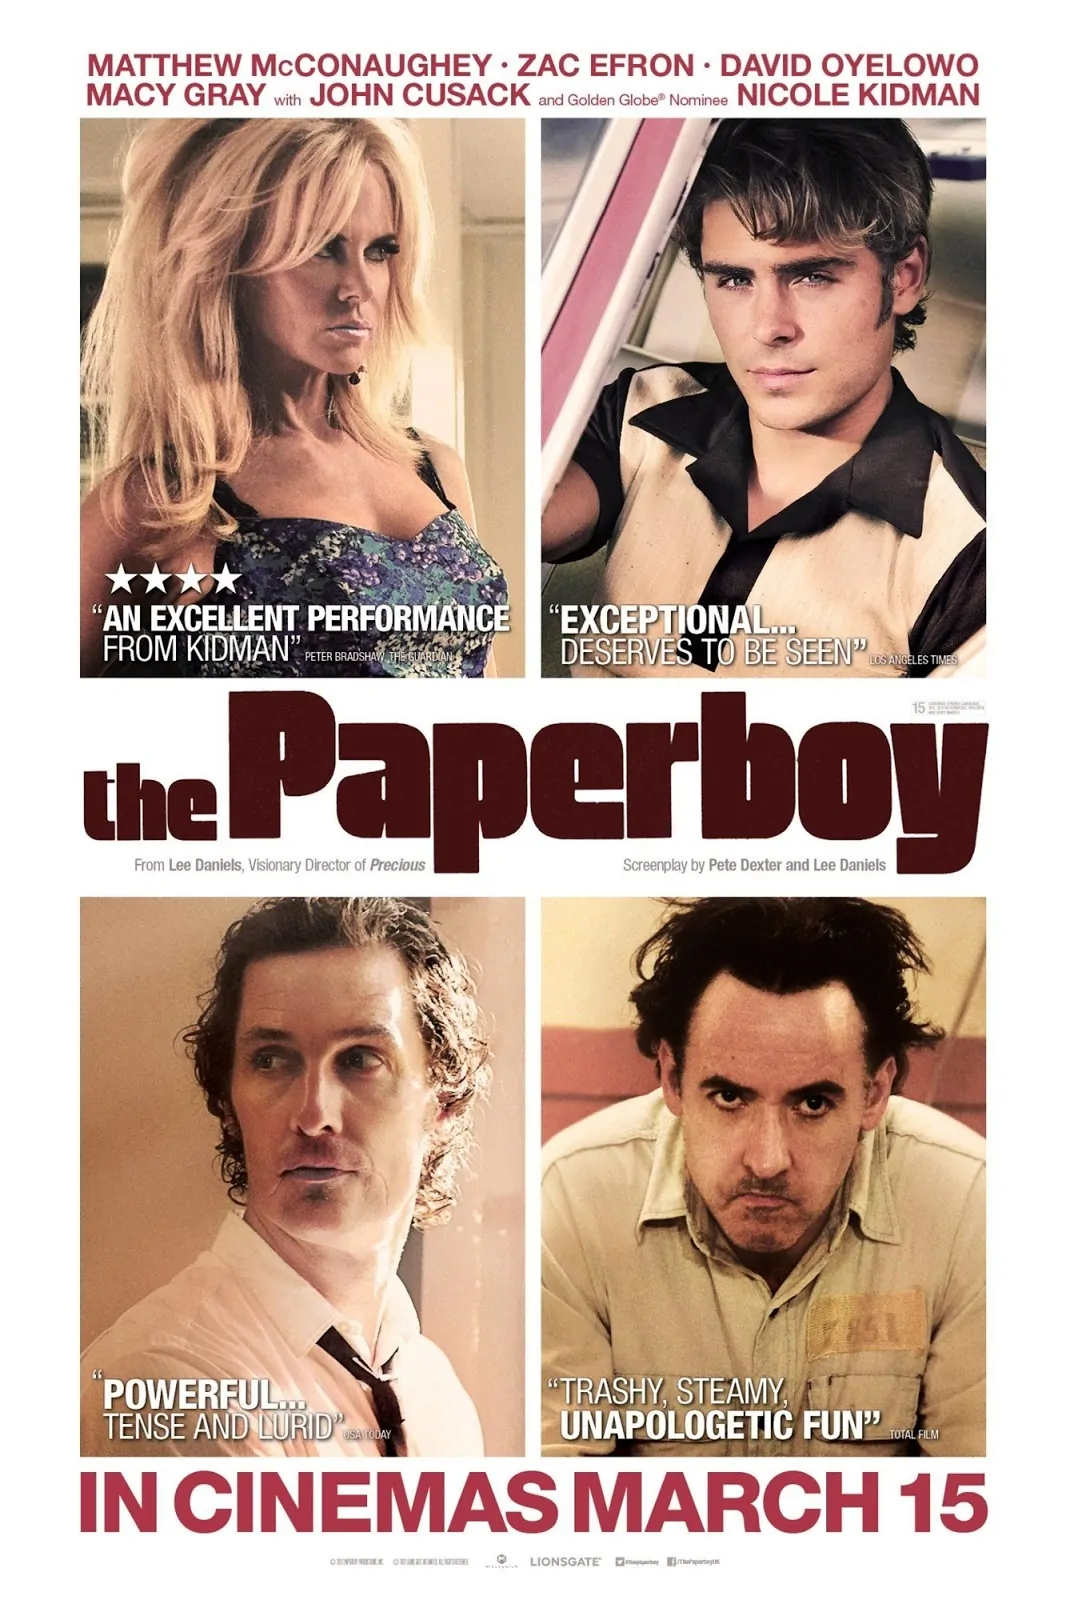 MATTHEW McCONAUGHEY · ZAC EFRON · DAVID OYELOWO
MACY GRAY with JOHN CUSACK and Golden Globe® Nominee NICOLE KIDMAN
★★★★
“AN EXCELLENT PERFORMANCE
FROM KIDMAN” PETER BRADSHAW, THE GUARDIAN
“EXCEPTIONAL...
DESERVES TO BE SEEN” LOS ANGELES TIMES
15
the Paperboy
From Lee Daniels, Visionary Director of Precious
Screenplay by Pete Dexter and Lee Daniels
“POWERFUL...
TENSE AND LURID” USA TODAY
“TRASHY, STEAMY,
UNAPOLOGETIC FUN” TOTAL FILM
IN CINEMAS MARCH 15
LIONSGATE
#thepaperboy
/ThePaperboyUK